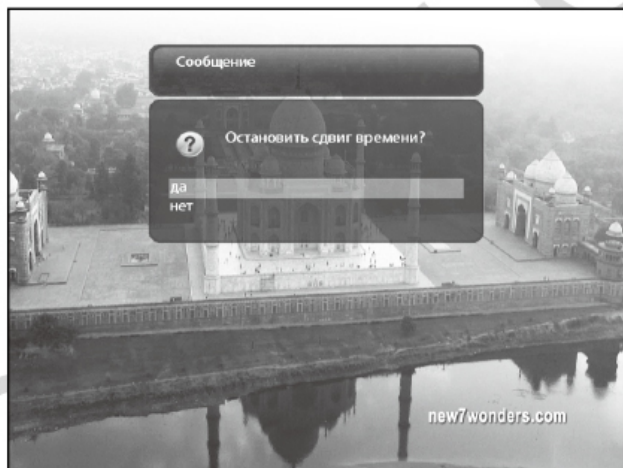 Сообщение
? Остановить сдвиг времени?
да
нет
new7wonders.com